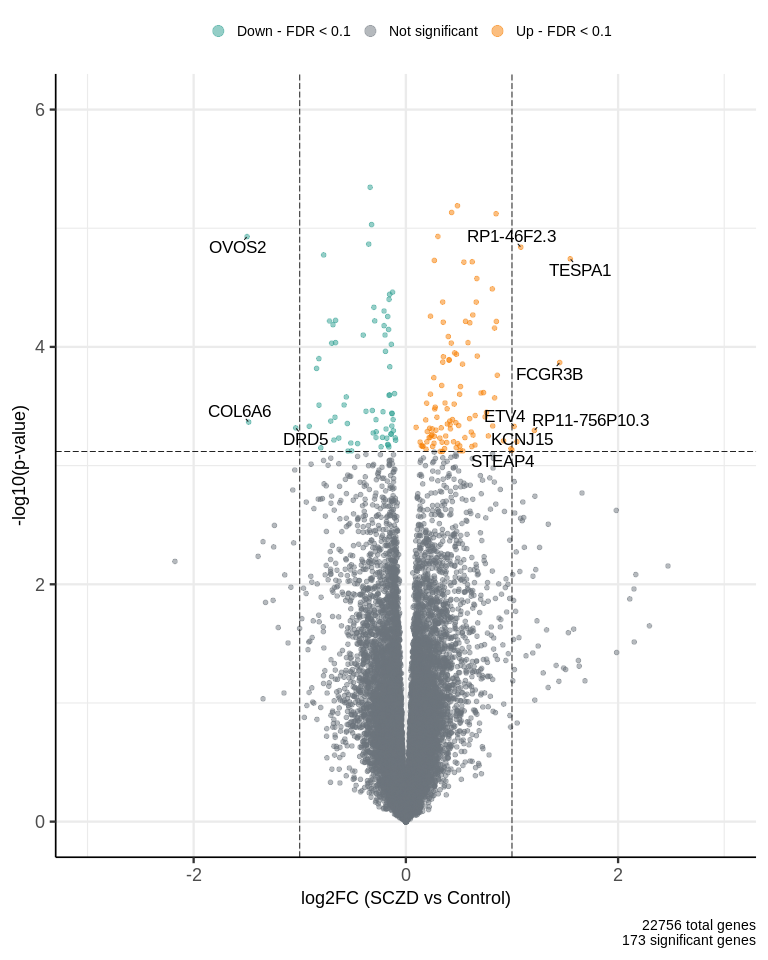 Down - FDR < 0.1 Not significant Up - FDR < 0.1
6
RP1-46F2.3
OVOS2
TESPA1
4
FCGR3B
COL6A6
ETV4 RP11-756P10.3
DRD5 KCNJ15
STEAP4
-log10(p-value)
2
0
-2 0 2
log2FC (SCZD vs Control)
22756 total genes
173 significant genes